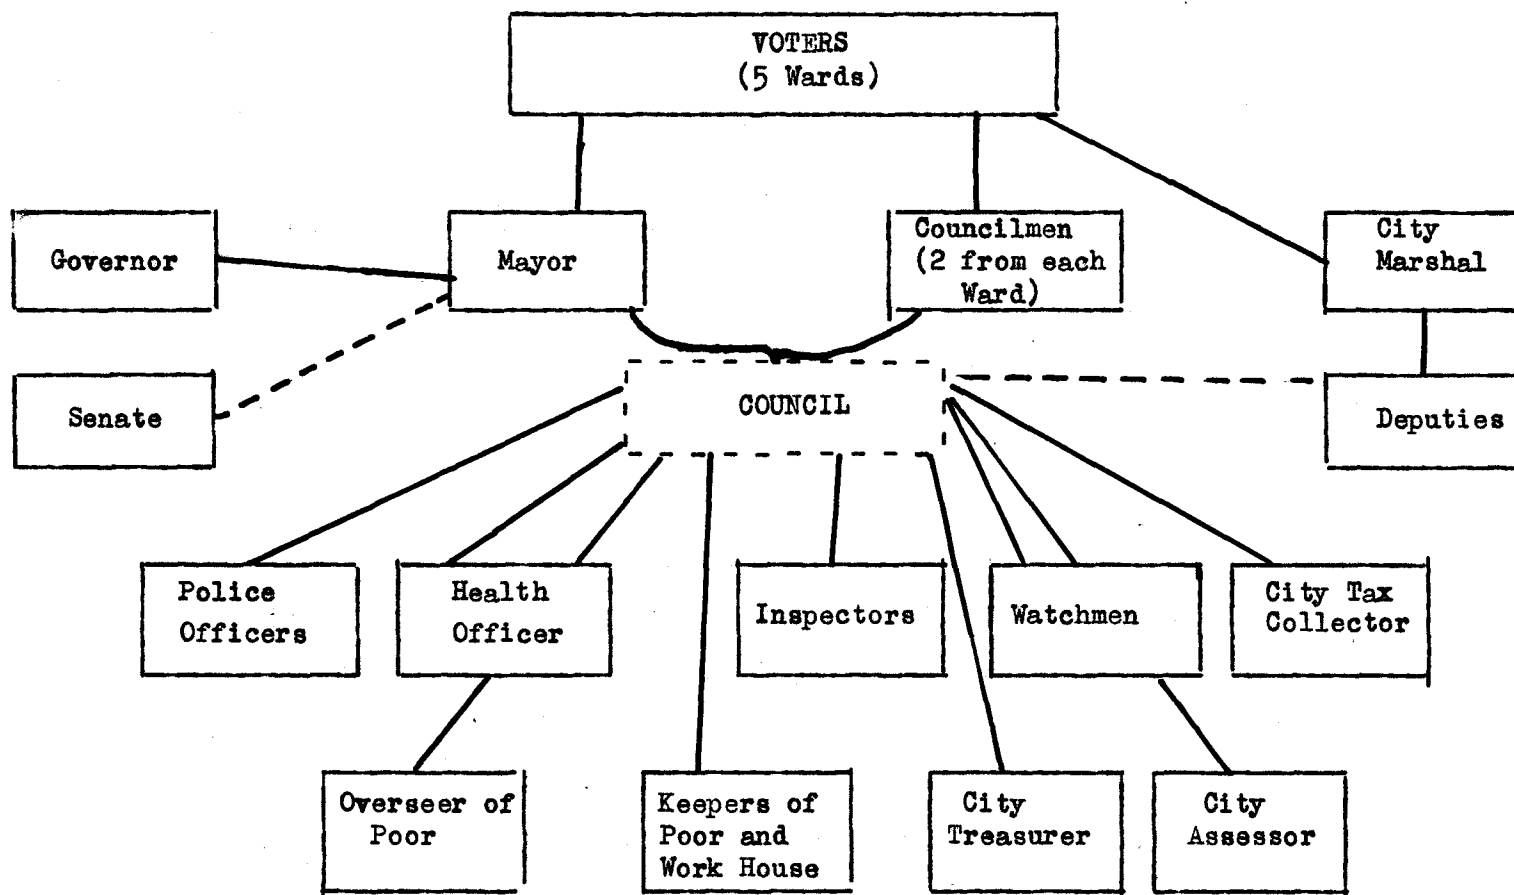 VOTERS
(5 Wards)
Governor
Mayor
Councilmen
(2 from each
Ward)
City
Marshal
Senate
COUNCIL
Deputies
Police
Officers
Health
Officer
Inspectors
Watchmen
City Tax
Collector
Overseer of
Poor
Keepers of
Poor and
Work House
City
Treasurer
City
Assessor